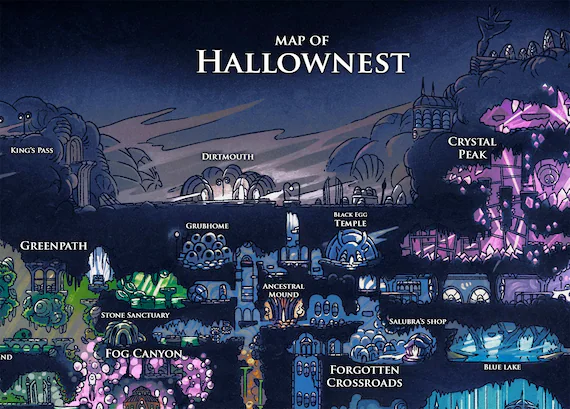 MAP OF
HALLOWNEST
KING'S PASS
DIRTMOUTH
CRYSTAL
PEAK
GRUBHOME
BLACK EGG
TEMPLE
GREENPATH
ANCESTRAL
MOUND
STONE SANCTUARY
SALUBRA'S SHOP
FOG CANYON
ND
FORGOTTEN
CROSSROADS
BLUE LAKE